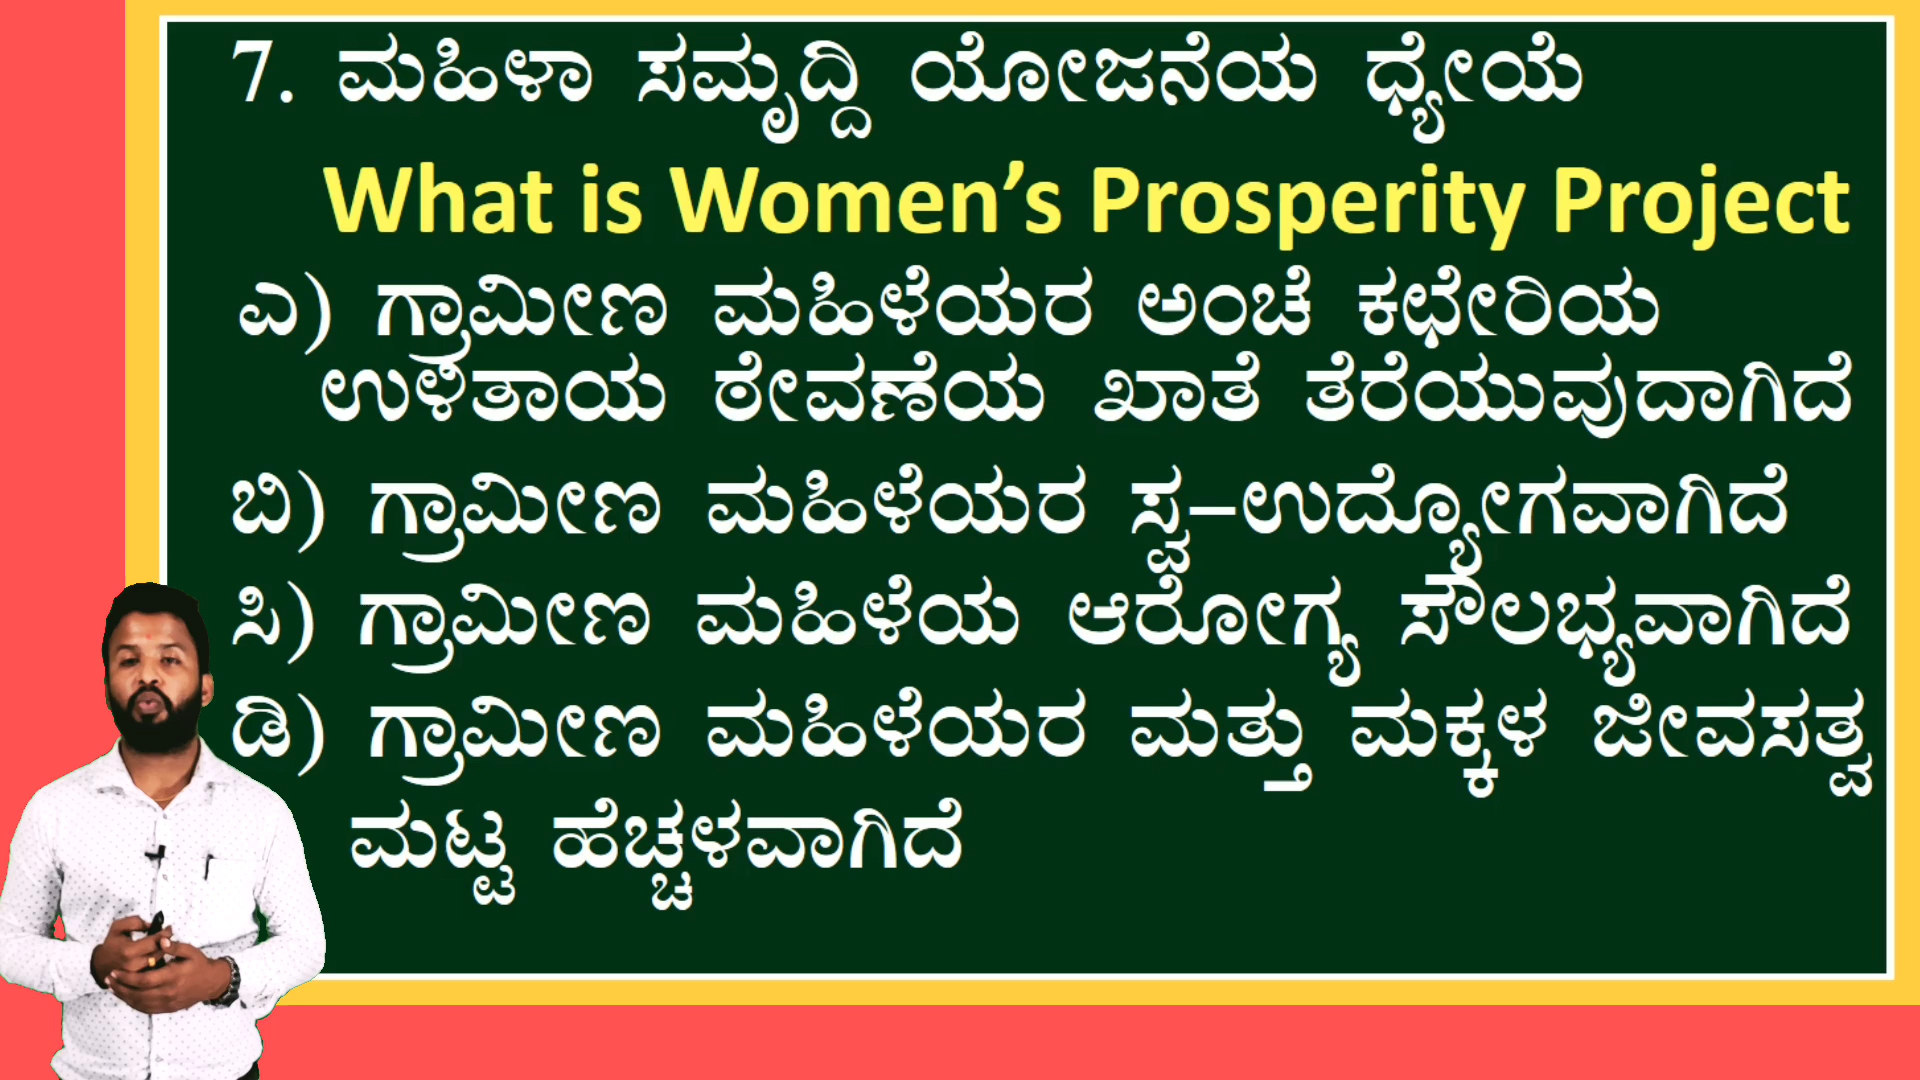 7. ಮಹಿಳಾ ಸಮೃದ್ದಿ ಯೋಜನೆಯ ಧ್ಯೇಯೆ
What is Women’s Prosperity Project
ಎ) ಗ್ರಾಮೀಣ ಮಹಿಳೆಯರ ಅಂಚೆ ಕಛೇರಿಯ
ಉಳಿತಾಯ ಠೇವಣೆಯ ಖಾತೆ ತೆರೆಯುವುದಾಗಿದೆ
ಬಿ) ಗ್ರಾಮೀಣ ಮಹಿಳೆಯರ ಸ್ವ–ಉದ್ಯೋಗವಾಗಿದೆ
ಸಿ) ಗ್ರಾಮೀಣ ಮಹಿಳೆಯ ಆರೋಗ್ಯ ಸೌಲಭ್ಯವಾಗಿದೆ
ಡಿ) ಗ್ರಾಮೀಣ ಮಹಿಳೆಯರ ಮತ್ತು ಮಕ್ಕಳ ಜೀವಸತ್ವ
ಮಟ್ಟ ಹೆಚ್ಚಳವಾಗಿದೆ